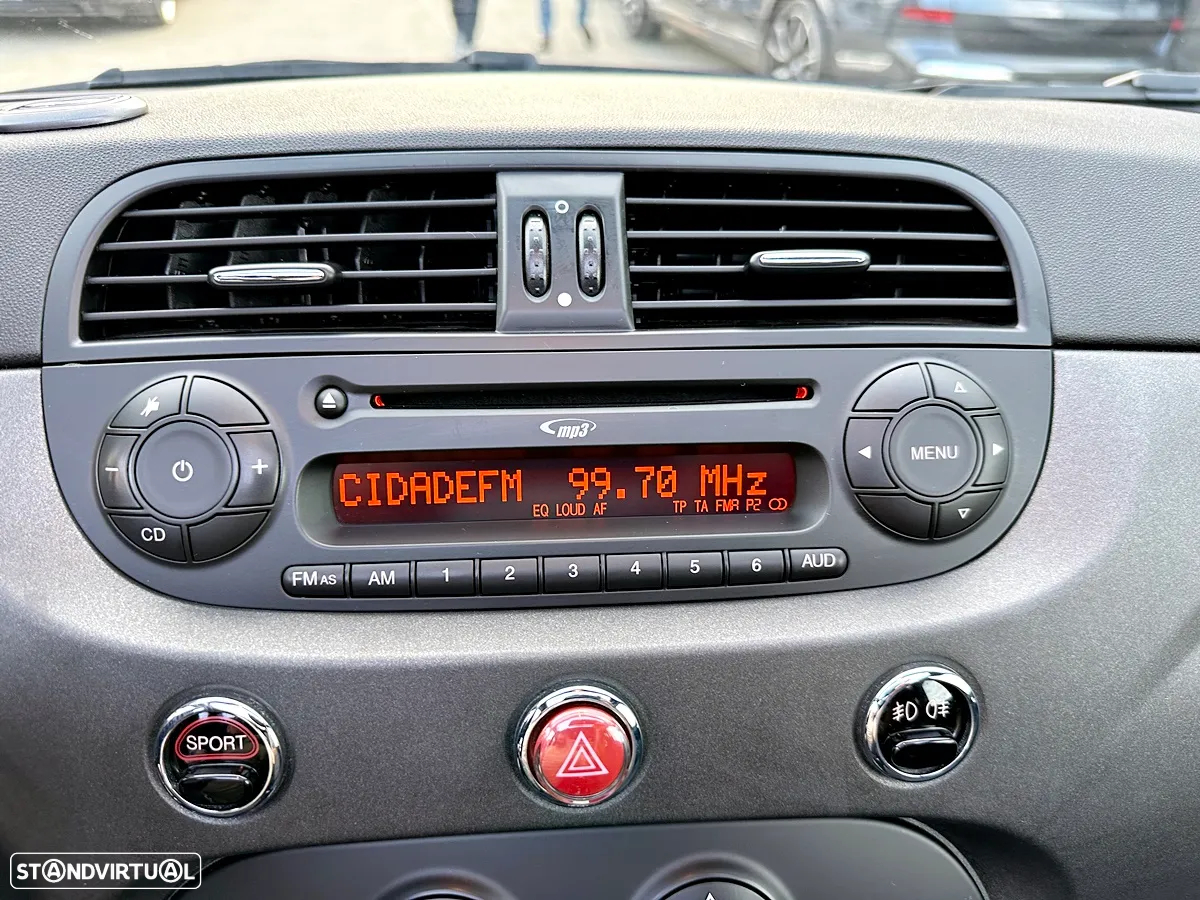 mp3
CIDADEFM 99.70 MHz
EQ LOUD AF TP TA FMA P2
MENU
CD
FM AS AM 1 2 3 4 5 6 AUD
SPORT
STANDVIRTUAL